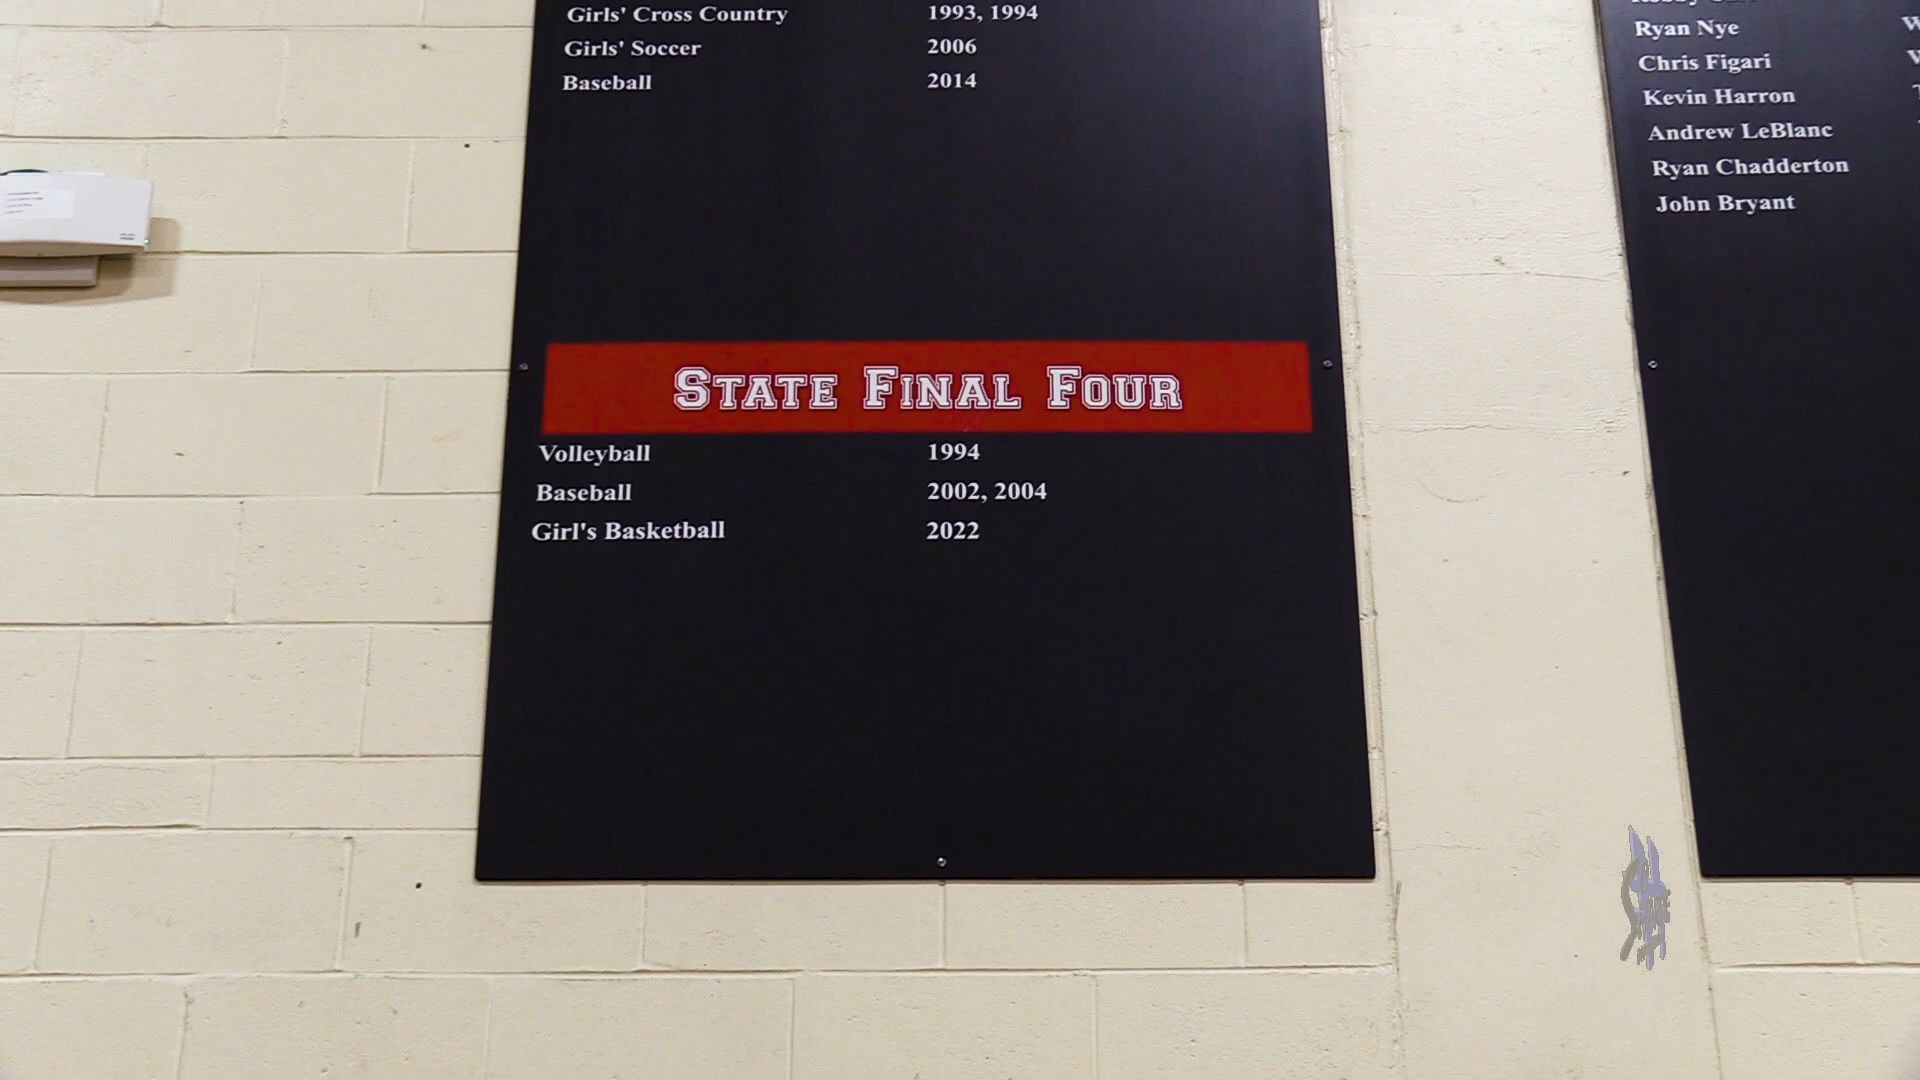 Girls' Cross Country 1993, 1994
Girls' Soccer 2006
Baseball 2014
STATE FINAL FOUR
Volleyball 1994
Baseball 2002, 2004
Girl's Basketball 2022
Ryan Nye
Chris Figari
Kevin Harron
Andrew LeBlanc
Ryan Chadderton
John Bryant